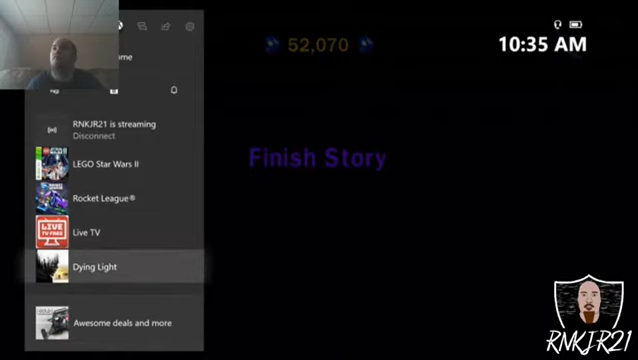 52,070
10:35 AM
ome
RNKJR21 is streaming
Disconnect
LEGO Star Wars II
Rocket League®
LIVE
TV FREE
Live TV
Dying Light
Awesome deals and more
Finish Story
RNKJR21